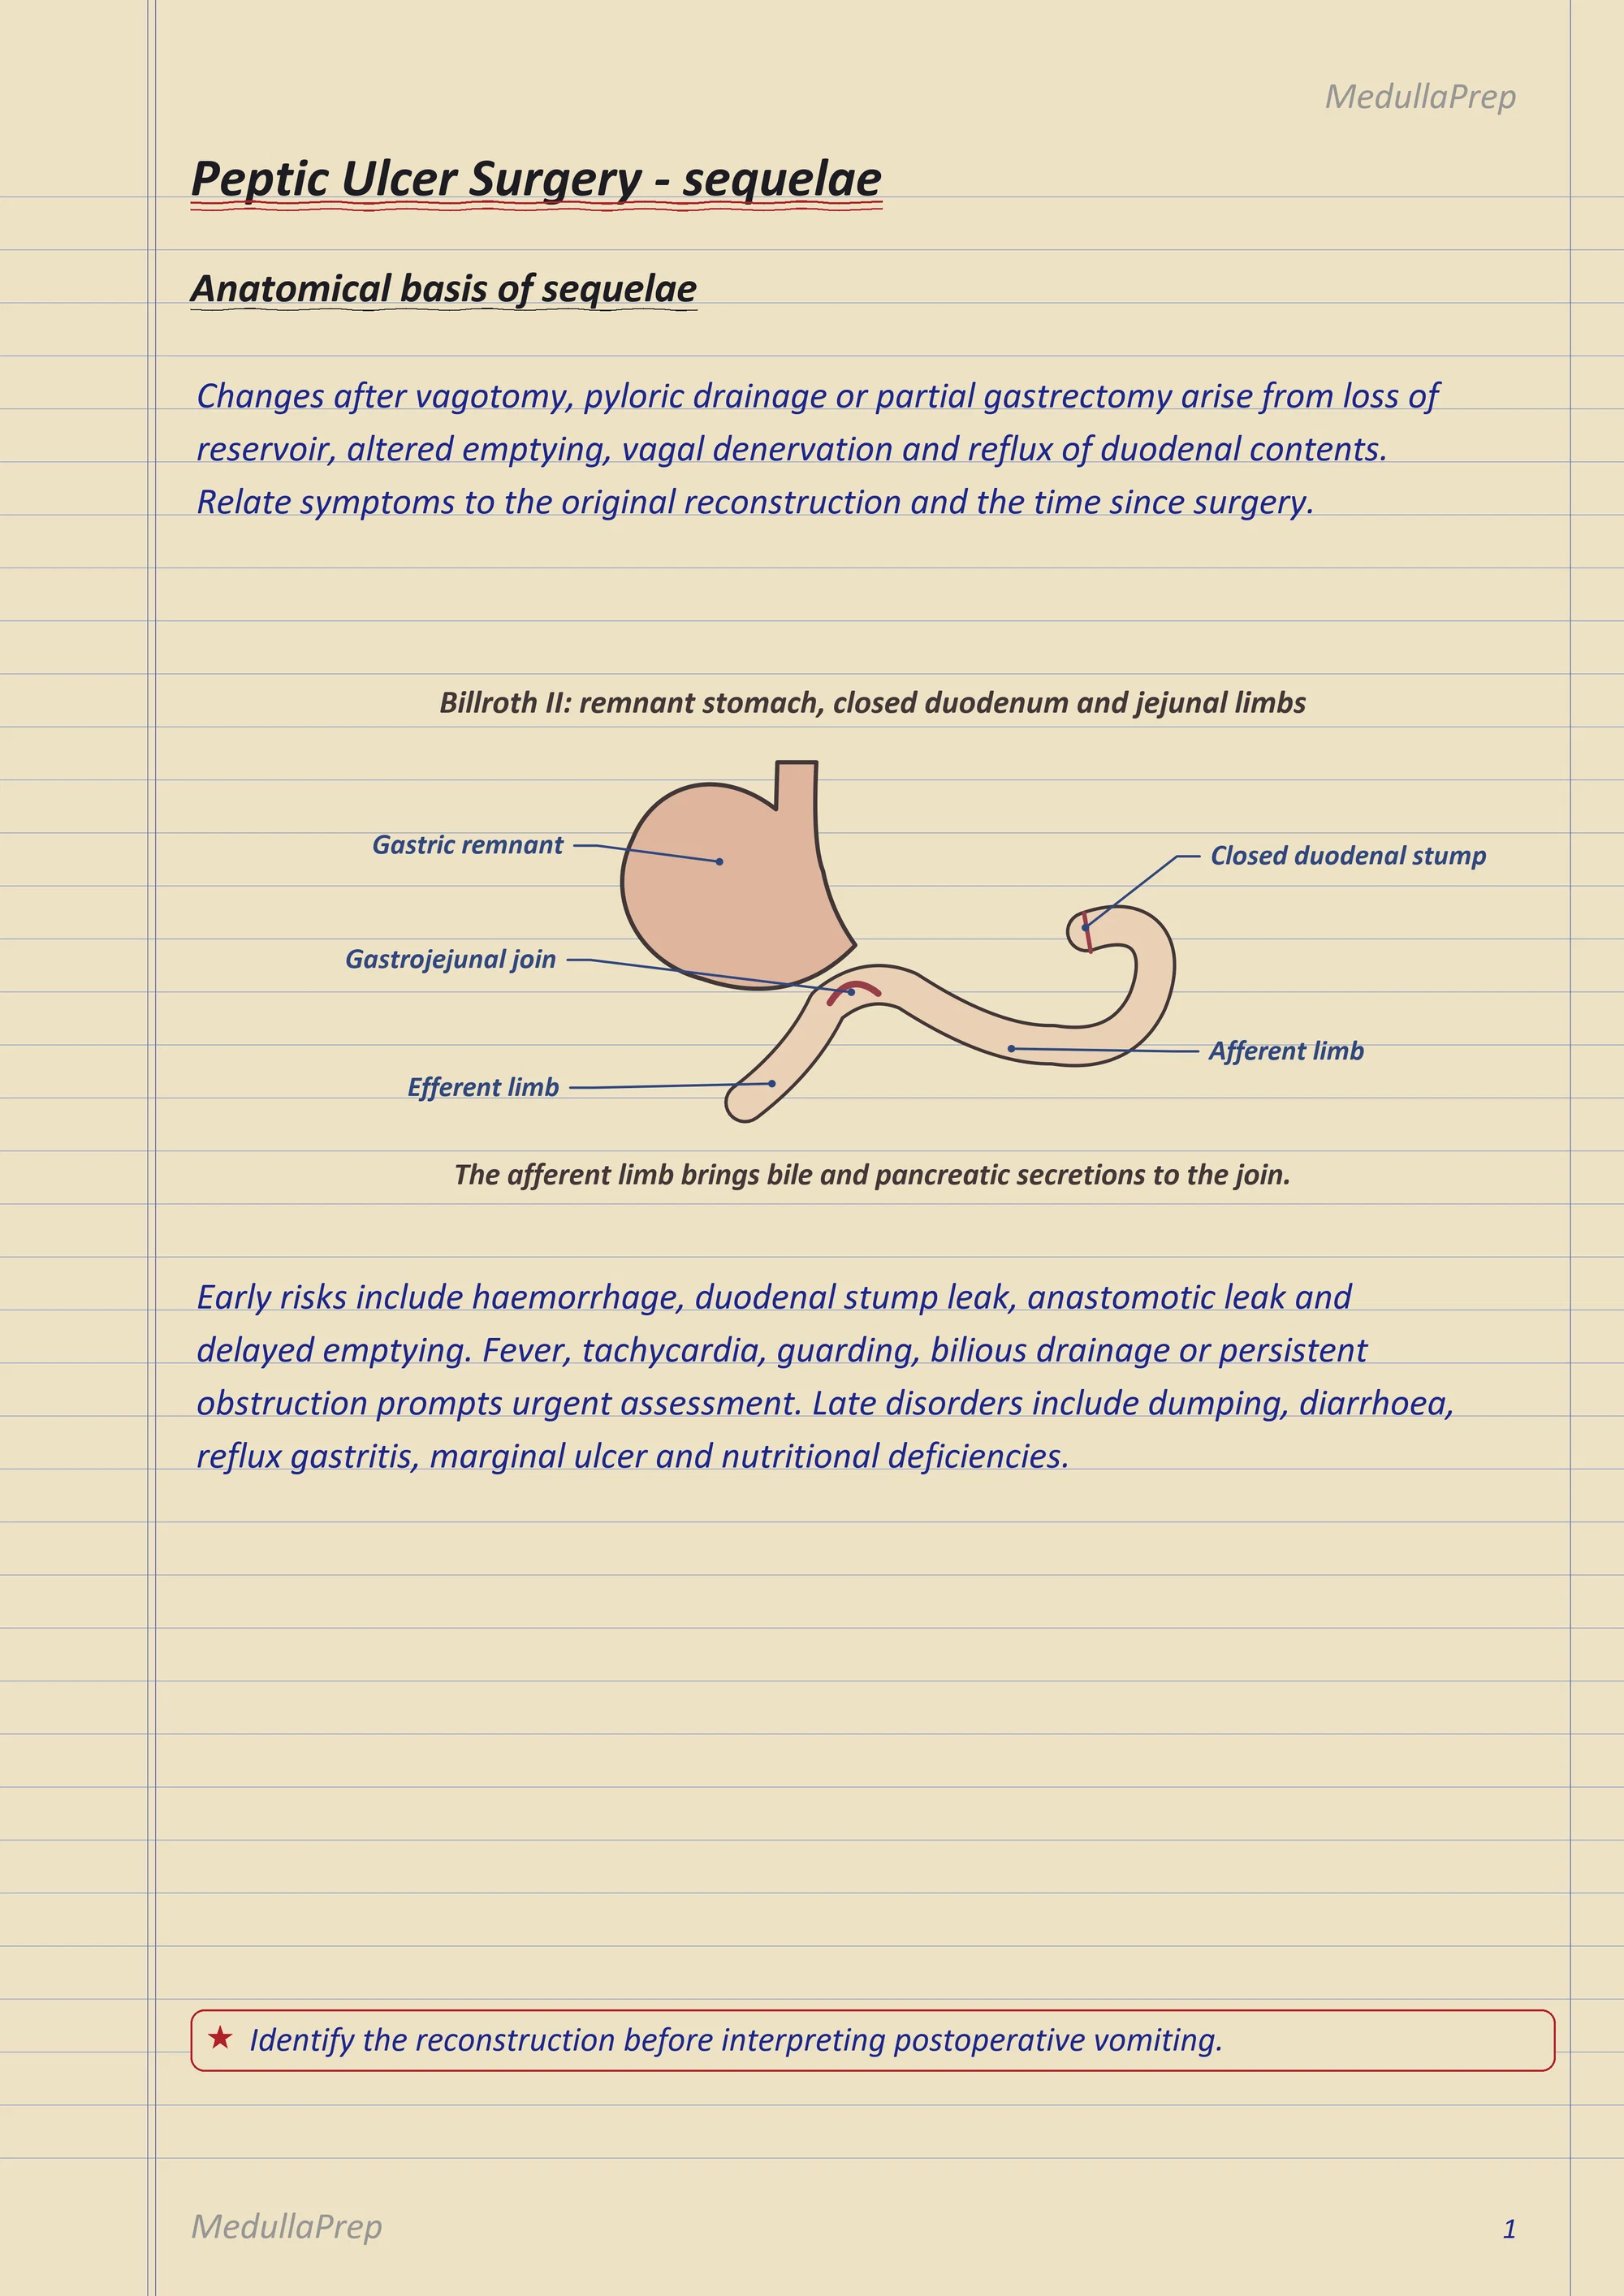 MedullaPrep
Peptic Ulcer Surgery - sequelae
Anatomical basis of sequelae
Changes after vagotomy, pyloric drainage or partial gastrectomy arise from loss of
reservoir, altered emptying, vagal denervation and reflux of duodenal contents.
Relate symptoms to the original reconstruction and the time since surgery.
Billroth II: remnant stomach, closed duodenum and jejunal limbs
Gastric remnant
Closed duodenal stump
Gastrojejunal join
Afferent limb
Efferent limb
The afferent limb brings bile and pancreatic secretions to the join.
Early risks include haemorrhage, duodenal stump leak, anastomotic leak and
delayed emptying. Fever, tachycardia, guarding, bilious drainage or persistent
obstruction prompts urgent assessment. Late disorders include dumping, diarrhoea,
reflux gastritis, marginal ulcer and nutritional deficiencies.
★ Identify the reconstruction before interpreting postoperative vomiting.
MedullaPrep
1